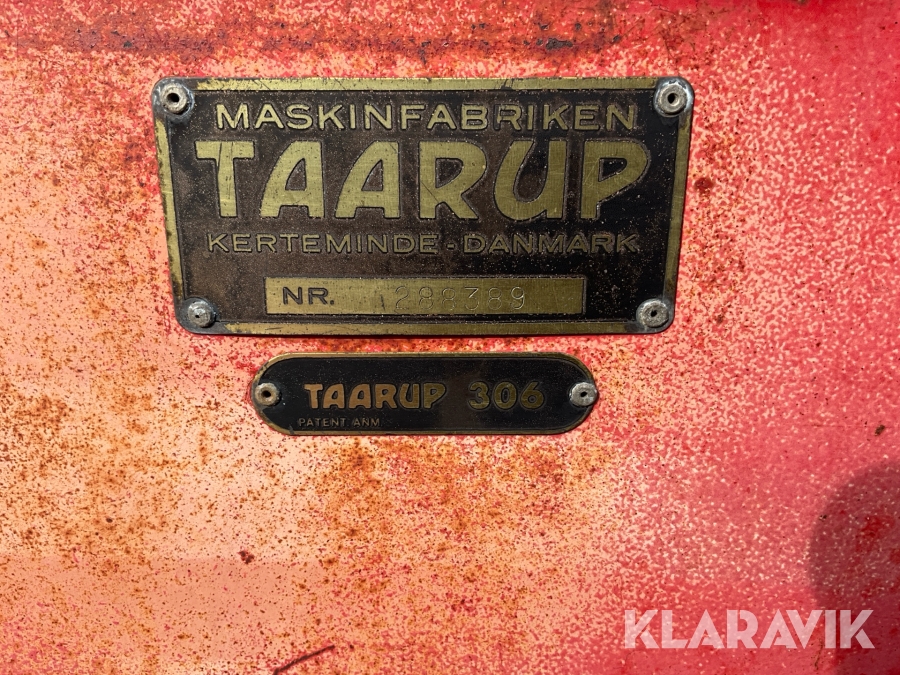 MASKINFABRIKEN
TAARUP
KERTEMINDE-DANMARK
NR. 288389
TAARUP 306
PATENT ANM
KLARAVIK